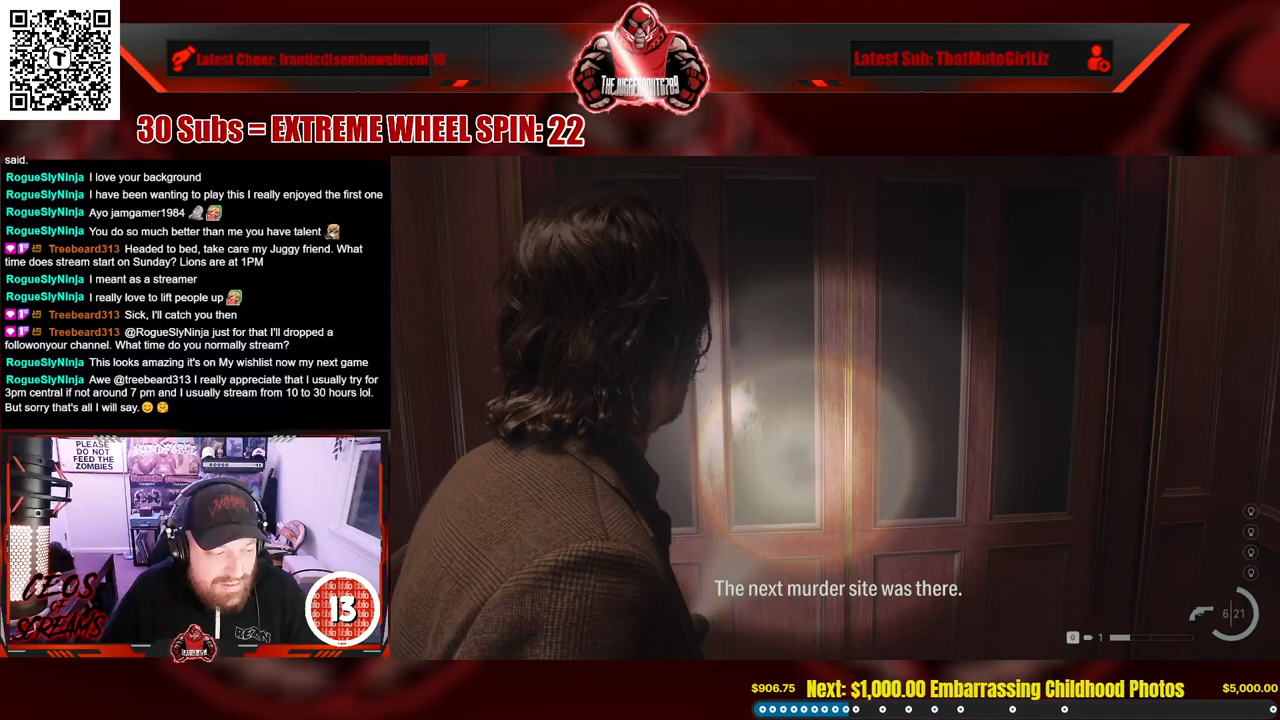 Latest Cheer: franticdisembowelment 10
THEJUGGERNAUT6789
Latest Sub: ThatMuteGirlLiz
30 Subs = EXTREME WHEEL SPIN: 22
said.
RogueSlyNinja I love your background
RogueSlyNinja I have been wanting to play this I really enjoyed the first one
RogueSlyNinja Ayo jamgamer1984
RogueSlyNinja You do so much better than me you have talent
Treebeard313 Headed to bed, take care my Juggy friend. What
time does stream start on Sunday? Lions are at 1PM
RogueSlyNinja I meant as a streamer
RogueSlyNinja I really love to lift people up
Treebeard313 Sick, I'll catch you then
Treebeard313 @RogueSlyNinja just for that I'll dropped a
followonyour channel. What time do you normally stream?
RogueSlyNinja This looks amazing it's on My wishlist now my next game
RogueSlyNinja Awe @treebeard313 I really appreciate that I usually try for
3pm central if not around 7 pm and I usually stream from 10 to 30 hours lol.
But sorry that's all I will say.
PLEASE
DO NOT
FEED THE
ZOMBIES
CEOS
OF
SCREAMS
13
The next murder site was there.
6|21
Q 1
$906.75 Next: $1,000.00 Embarrassing Childhood Photos $5,000.00